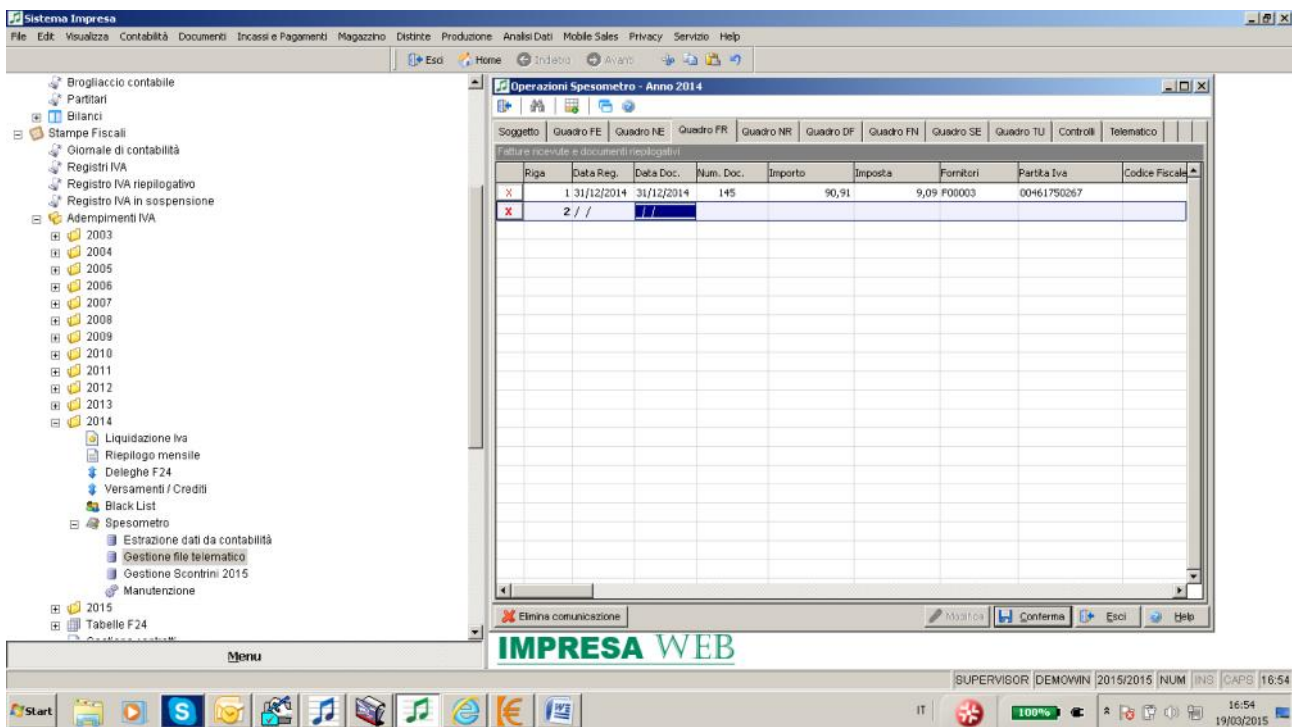 Sistema Impresa
File Edit Visualizza Contabilità Documenti Incassi e Pagamenti Magazzino Distinte Produzione Analisi Dati Mobile Sales Privacy Servizio Help
Esci Home Indietro Avanti
Brogliaccio contabile
Partitari
Bilanci
Stampe Fiscali
Giornale di contabilità
Registri IVA
Registro IVA riepilogativo
Registro IVA in sospensione
Adempimenti IVA
2003
2004
2005
2006
2007
2008
2009
2010
2011
2012
2013
2014
Liquidazione Iva
Riepilogo mensile
Deleghe F24
Versamenti / Crediti
Black List
Spesometro
Estrazione dati da contabilità
Gestione file telematico
Gestione Scontrini 2015
Manutenzione
2015
Tabelle F24
Menu
Operazioni Spesometro - Anno 2014
Soggetto Quadro FE Quadro NE Quadro FR Quadro NR Quadro DF Quadro FN Quadro SE Quadro TU Controlli Telematico
Fatture ricevute e documenti riepilogativi
Riga Data Reg. Data Doc. Num. Doc. Importo Imposta Fornitori Partita Iva Codice Fiscale
X 1 31/12/2014 31/12/2014 145 90,91 9,09 F00003 00461750267
X 2 / / / /
Elimina comunicazione Modifica Conferma Esci Help
IMPRESA WEB
SUPERVISOR DEMOWIN 2015/2015 NUM INS CAPS 16:54
Start IT 100% 16:54
19/03/2015